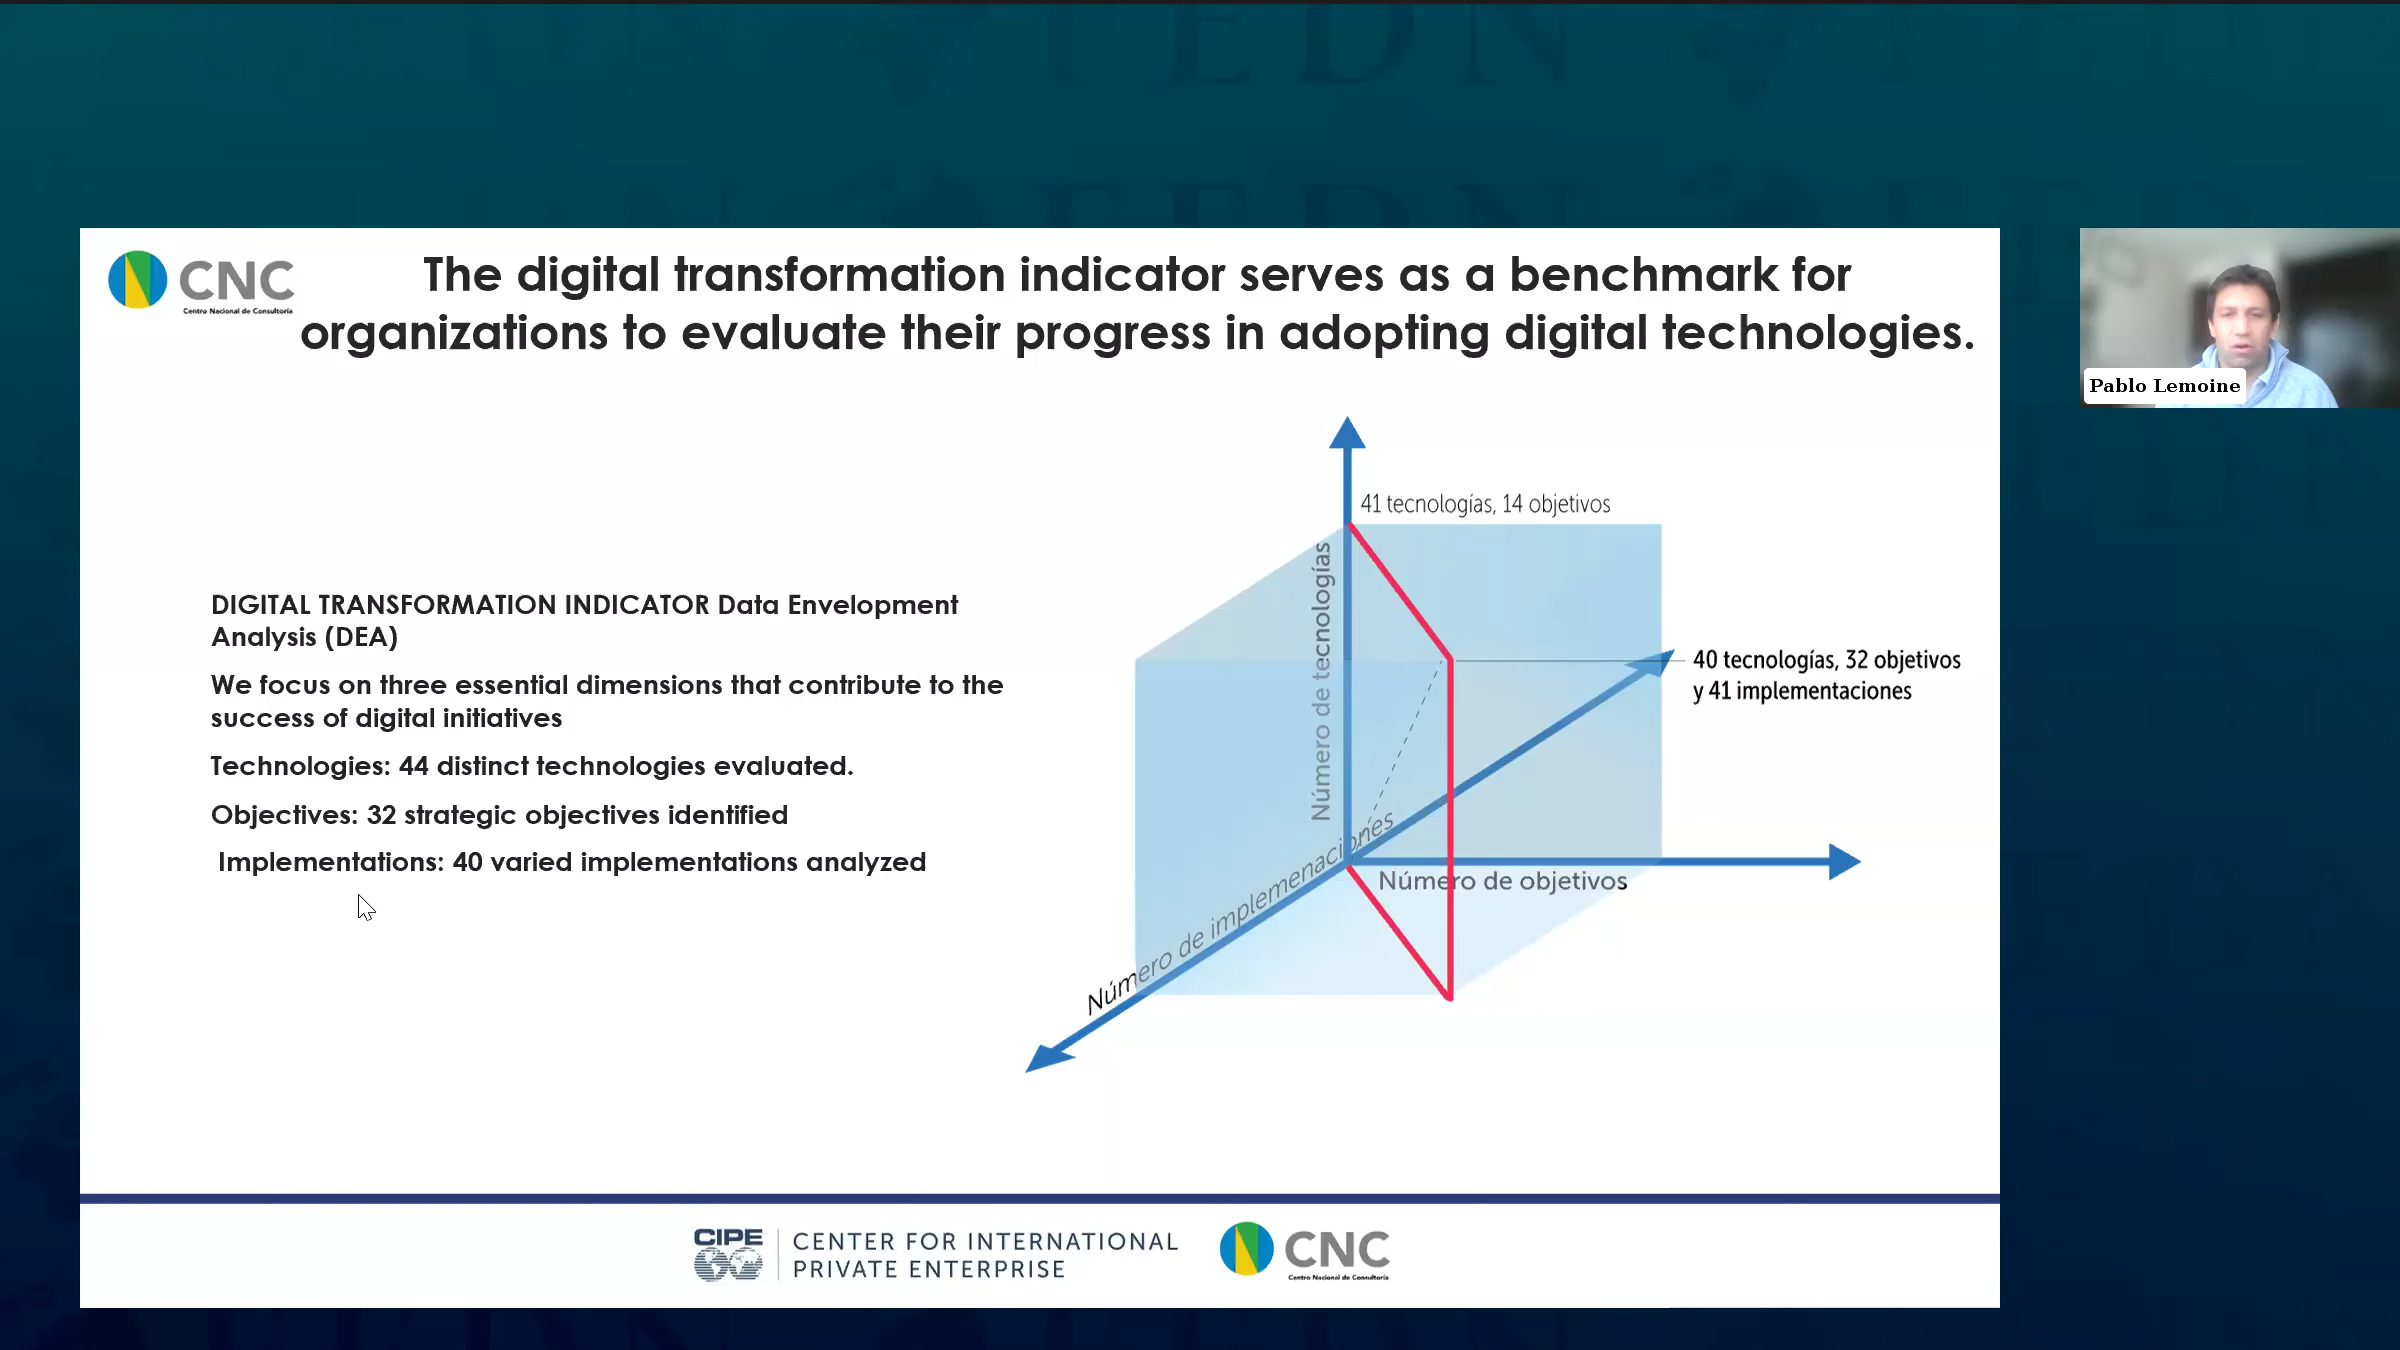 FEDN
FEDN
CNC
Centro Nacional de Consultoría
The digital transformation indicator serves as a benchmark for
organizations to evaluate their progress in adopting digital technologies.
Pablo Lemoine
DIGITAL TRANSFORMATION INDICATOR Data Envelopment
Analysis (DEA)
We focus on three essential dimensions that contribute to the
success of digital initiatives
Technologies: 44 distinct technologies evaluated.
Objectives: 32 strategic objectives identified
Implementations: 40 varied implementations analyzed
41 tecnologías, 14 objetivos
Número de tecnologías
40 tecnologías, 32 objetivos
y 41 implementaciones
Número de objetivos
Número de implemenaciones
CIPE
CENTER FOR INTERNATIONAL
PRIVATE ENTERPRISE
CNC
Centro Nacional de Consultoría